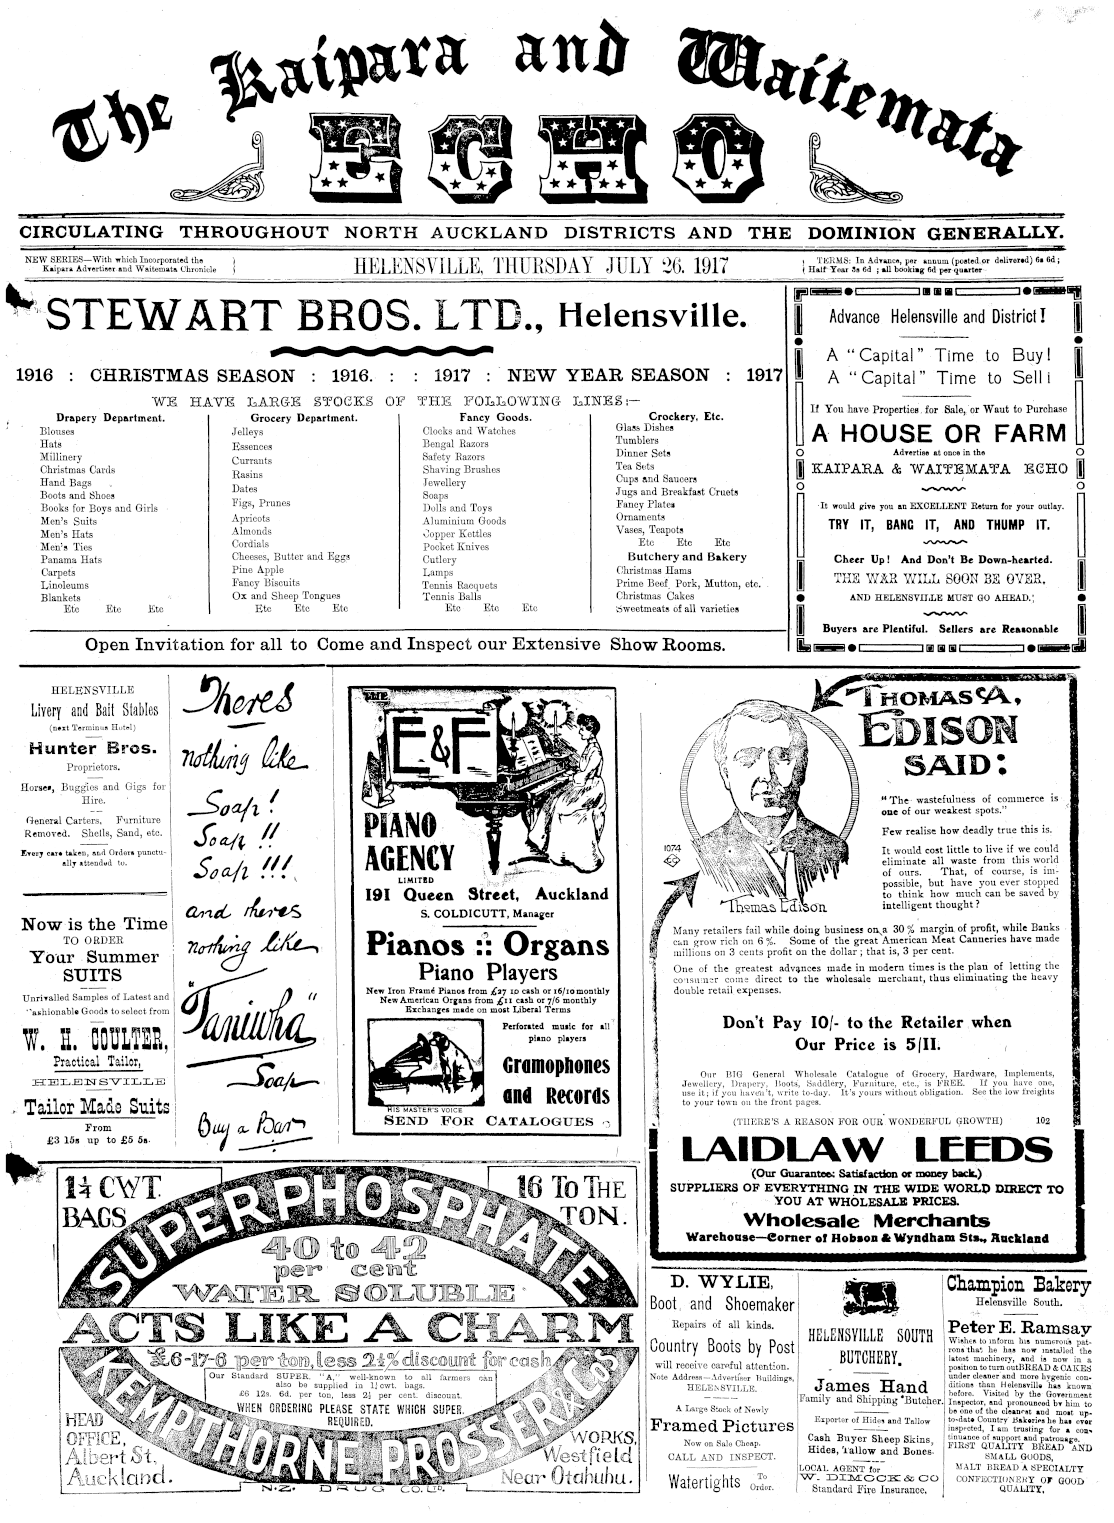 The Kaipara and Waitemata
ECHO
CIRCULATING THROUGHOUT NORTH AUCKLAND DISTRICTS AND THE DOMINION GENERALLY.
NEW SERIES—With which Incorporated the
Kaipara Advertiser and Waitemata Chronicle
HELENSVILLE, THURSDAY JULY 26. 1917
TERMS: In Advance, per annum (posted or delivered) 6s 6d;
Half Year 3s 6d ; all booking 6d per quarter
STEWART BROS. LTD., Helensville.
1916 : CHRISTMAS SEASON : 1916. : : 1917 : NEW YEAR SEASON : 1917
WE HAVE LARGE STOCKS OF THE FOLLOWING LINES:—
Drapery Department.
Blouses
Hats
Millinery
Christmas Cards
Hand Bags
Boots and Shoes
Books for Boys and Girls
Men's Suits
Men's Hats
Men's Ties
Panama Hats
Carpets
Linoleums
Blankets
Etc Etc Etc
Grocery Department.
Jelleys
Essences
Currants
Rasins
Dates
Figs, Prunes
Apricots
Almonds
Cordials
Cheeses, Butter and Eggs
Pine Apple
Fancy Biscuits
Ox and Sheep Tongues
Etc Etc Etc
Fancy Goods.
Clocks and Watches
Bengal Razors
Safety Razors
Shaving Brushes
Jewellery
Soaps
Dolls and Toys
Aluminium Goods
Copper Kettles
Pocket Knives
Cutlery
Lamps
Tennis Racquets
Tennis Balls
Etc Etc Etc
Crockery, Etc.
Glass Dishes
Tumblers
Dinner Sets
Tea Sets
Cups and Saucers
Jugs and Breakfast Cruets
Fancy Plates
Ornaments
Vases, Teapots
Etc Etc Etc
Butchery and Bakery
Christmas Hams
Prime Beef, Pork, Mutton, etc.
Christmas Cakes
Sweetmeats of all varieties
Open Invitation for all to Come and Inspect our Extensive Show Rooms.
Advance Helensville and District!
A "Capital" Time to Buy!
A "Capital" Time to Sell i
If You have Properties for Sale, or Waut to Purchase
A HOUSE OR FARM
Advertise at once in the
KAIPARA & WAITEMATA ECHO
It would give you an EXCELLENT Return for your outlay.
TRY IT, BANG IT, AND THUMP IT.
Cheer Up! And Don't Be Down-hearted.
THE WAR WILL SOON BE OVER,
AND HELENSVILLE MUST GO AHEAD.
Buyers are Plentiful. Sellers are Reasonable
HELENSVILLE
Livery and Bait Stables
(next Terminus Hotel)
Hunter Bros.
Proprietors.
Horses, Buggies and Gigs for
Hire.
General Carters, Furniture
Removed. Shells, Sand, etc.
Every care taken, and Orders punctu-
ally attended to.
Now is the Time
TO ORDER
Your Summer
SUITS
Unrivalled Samples of Latest and
Fashionable Goods to select from
W. H. COULTER,
Practical Tailor,
HELENSVILLE
Tailor Made Suits
From
£3 15s up to £5 5s.
Theres
nothing like
Soap!
Soap!!
Soap!!!
and theres
nothing like
"Taniwha"
Soap
Buy a Bar
THE
E & F
PIANO
AGENCY
LIMITED
191 Queen Street, Auckland
S. COLDICUTT, Manager
Pianos :: Organs
Piano Players
New Iron Frame Pianos from £27 10 cash or 16/10 monthly
New American Organs from £11 cash or 7/6 monthly
Exchanges made on most Liberal Terms
Perforated music for all
piano players
Gramophones
and Records
HIS MASTER'S VOICE
SEND FOR CATALOGUES
THOMAS A.
EDISON
SAID:
"The wastefulness of commerce is
one of our weakest spots."
Few realise how deadly true this is.
It would cost little to live if we could
eliminate all waste from this world
of ours. That, of course, is im-
possible, but have you ever stopped
to think how much can be saved by
intelligent thought?
1074
Thomas Edison
Many retailers fail while doing business on a 30% margin of profit, while Banks
can grow rich on 6%. Some of the great American Meat Canneries have made
millions on 3 cents profit on the dollar; that is, 3 per cent.
One of the greatest advances made in modern times is the plan of letting the
consumer come direct to the wholesale merchant, thus eliminating the heavy
double retail expenses.
Don't Pay 10/- to the Retailer when
Our Price is 5/11.
Our BIG General Wholesale Catalogue of Grocery, Hardware, Implements,
Jewellery, Drapery, Boots, Saddlery, Furniture, etc., is FREE. If you have one,
use it; if you haven't, write to-day. It's yours without obligation. See the low freights
to your town on the front pages.
(THERE'S A REASON FOR OUR WONDERFUL GROWTH) 102
LAIDLAW LEEDS
(Our Guarantee: Satisfaction or money back.)
SUPPLIERS OF EVERYTHING IN THE WIDE WORLD DIRECT TO
YOU AT WHOLESALE PRICES.
Wholesale Merchants
Warehouse—Corner of Hobson & Wyndham Sts., Auckland
1¼ CWT.
BAGS
16 TO THE
TON.
SUPERPHOSPHATE
40 to 42
per cent
WATER SOLUBLE
ACTS LIKE A CHARM
£6-17-6 per ton, less 2½% discount for cash.
Our Standard SUPER. "A," well-known to all farmers can
also be supplied in 1¼cwt. bags.
£6 12s. 6d. per ton, less 2½ per cent. discount.
WHEN ORDERING PLEASE STATE WHICH SUPER.
REQUIRED.
KEMPTHORNE PROSSER & CO'S
HEAD
OFFICE,
Albert St,
Auckland.
WORKS,
Westfield
Near Otahuhu.
N.Z. DRUG CO. LTD.
D. WYLIE,
Boot and Shoemaker
Repairs of all kinds.
Country Boots by Post
will receive careful attention.
Note Address—Advertiser Buildings,
HELENSVILLE.
A Large Stock of Newly
Framed Pictures
Now on Sale Cheap.
CALL AND INSPECT.
Watertights To
Order.
HELENSVILLE SOUTH
BUTCHERY.
James Hand
Family and Shipping Butcher.
Exporter of Hides and Tallow
Cash Buyer Sheep Skins,
Hides, Tallow and Bones.
LOCAL AGENT for
W. DIMOCK & CO
Standard Fire Insurance.
Champion Bakery
Helensville South.
Peter E. Ramsay
Wishes to inform his numerous pat-
rons that he has now installed the
latest machinery, and is now in a
position to turn out BREAD & CAKES
under cleaner and more hygenic con-
ditions than Helensville has known
before. Visited by the Government
Inspector, and pronounced by him to
be one of the cleanest and most up-
to-date Country Bakeries he has ever
inspected, I am trusting for a con-
tinuance of support and patronage.
FIRST QUALITY BREAD AND
SMALL GOODS,
MALT BREAD A SPECIALTY
CONFECTIONERY OF GOOD
QUALITY,